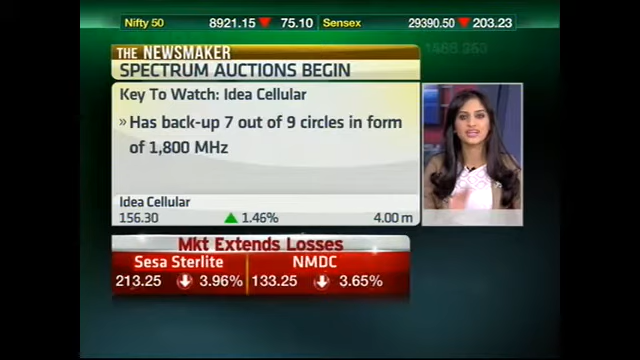 Nifty 50 8921.15 75.10 Sensex 29390.50 203.23
THE NEWSMAKER
SPECTRUM AUCTIONS BEGIN
Key To Watch: Idea Cellular
» Has back-up 7 out of 9 circles in form
of 1,800 MHz
Idea Cellular
156.30 1.46% 4.00 m
Mkt Extends Losses
Sesa Sterlite NMDC
213.25 3.96% 133.25 3.65%